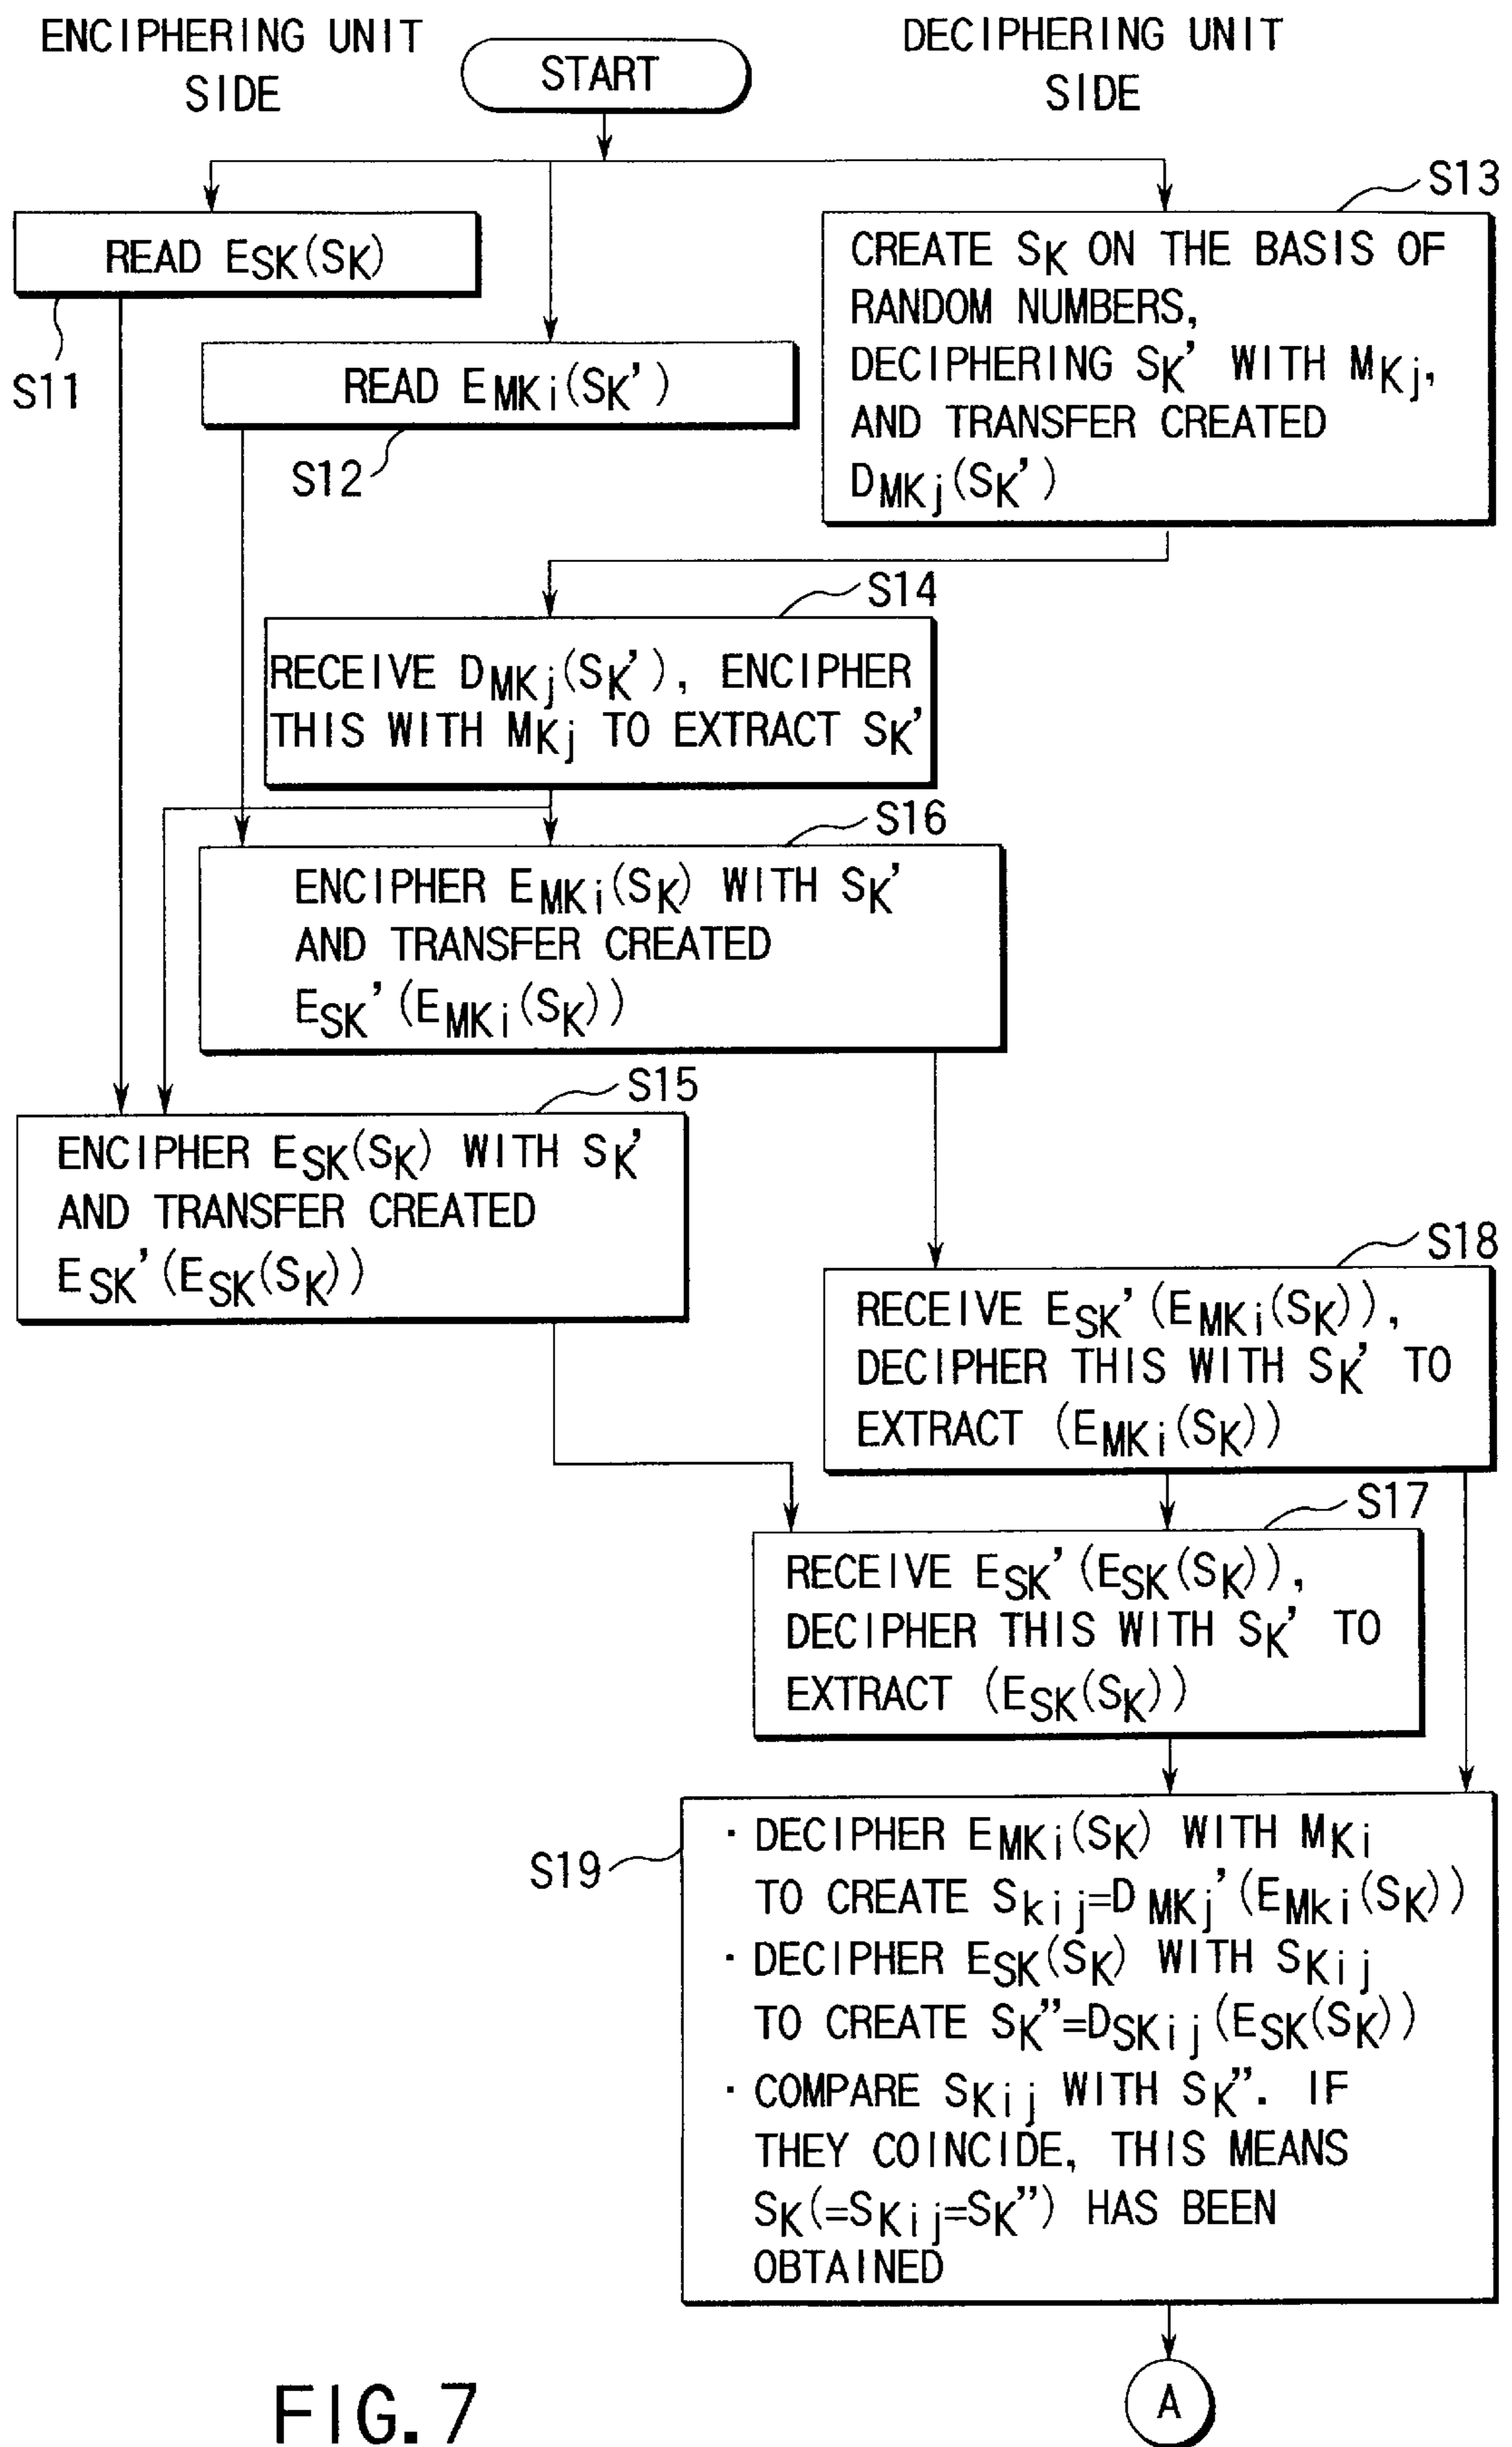 ENCIPHERING UNIT
SIDE
DECIPHERING UNIT
SIDE
START
S13
READ ESK(SK)
S11
READ EMKi(SK')
S12
CREATE SK ON THE BASIS OF
RANDOM NUMBERS,
DECIPHERING SK' WITH MKj,
AND TRANSFER CREATED
DMKj(SK')
S14
RECEIVE DMKj(SK'), ENCIPHER
THIS WITH MKj TO EXTRACT SK'
S16
ENCIPHER EMKi(SK) WITH SK'
AND TRANSFER CREATED
ESK'(EMKi(SK))
S15
ENCIPHER ESK(SK) WITH SK'
AND TRANSFER CREATED
ESK'(ESK(SK))
S18
RECEIVE ESK'(EMKi(SK)),
DECIPHER THIS WITH SK' TO
EXTRACT (EMKi(SK))
S17
RECEIVE ESK'(ESK(SK)),
DECIPHER THIS WITH SK' TO
EXTRACT (ESK(SK))
S19
· DECIPHER EMKi(SK) WITH MKi
TO CREATE Skij=DMKj'(EMki(SK))
· DECIPHER ESK(SK) WITH SKij
TO CREATE SK"=DSKij(ESK(SK))
· COMPARE SKij WITH SK". IF
THEY COINCIDE, THIS MEANS
SK(=SKij=SK") HAS BEEN
OBTAINED
A
FIG. 7